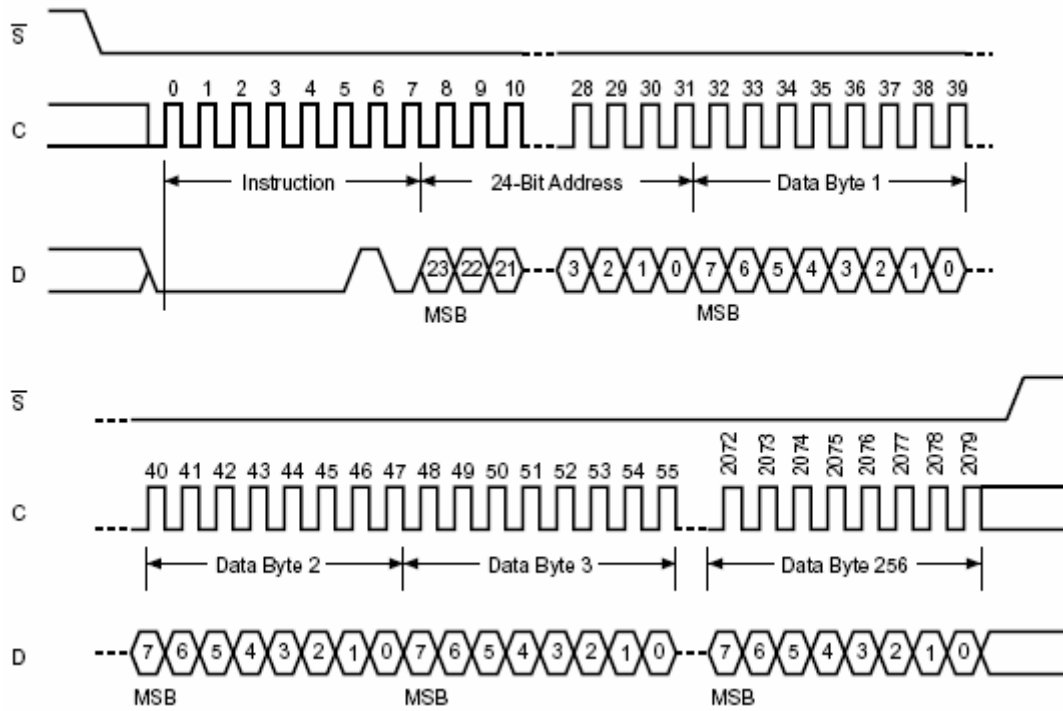 S
0 1 2 3 4 5 6 7 8 9 10 28 29 30 31 32 33 34 35 36 37 38 39
C
Instruction 24-Bit Address Data Byte 1
D 23 22 21 3 2 1 0 7 6 5 4 3 2 1 0
MSB MSB
S
40 41 42 43 44 45 46 47 48 49 50 51 52 53 54 55 2072 2073 2074 2075 2076 2077 2078 2079
C
Data Byte 2 Data Byte 3 Data Byte 256
D 7 6 5 4 3 2 1 0 7 6 5 4 3 2 1 0 7 6 5 4 3 2 1 0
MSB MSB MSB